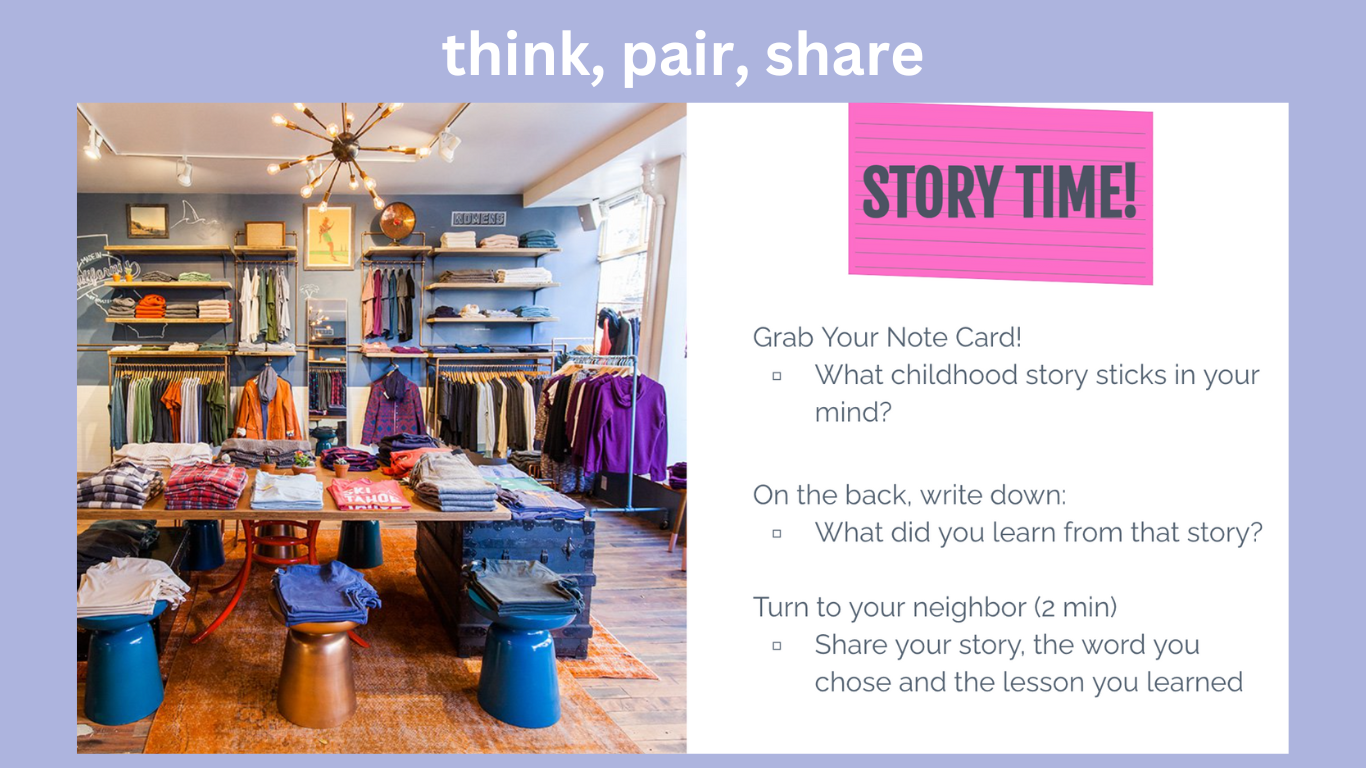 think, pair, share
STORY TIME!
Grab Your Note Card!
▫ What childhood story sticks in your
mind?
On the back, write down:
▫ What did you learn from that story?
Turn to your neighbor (2 min)
▫ Share your story, the word you
chose and the lesson you learned